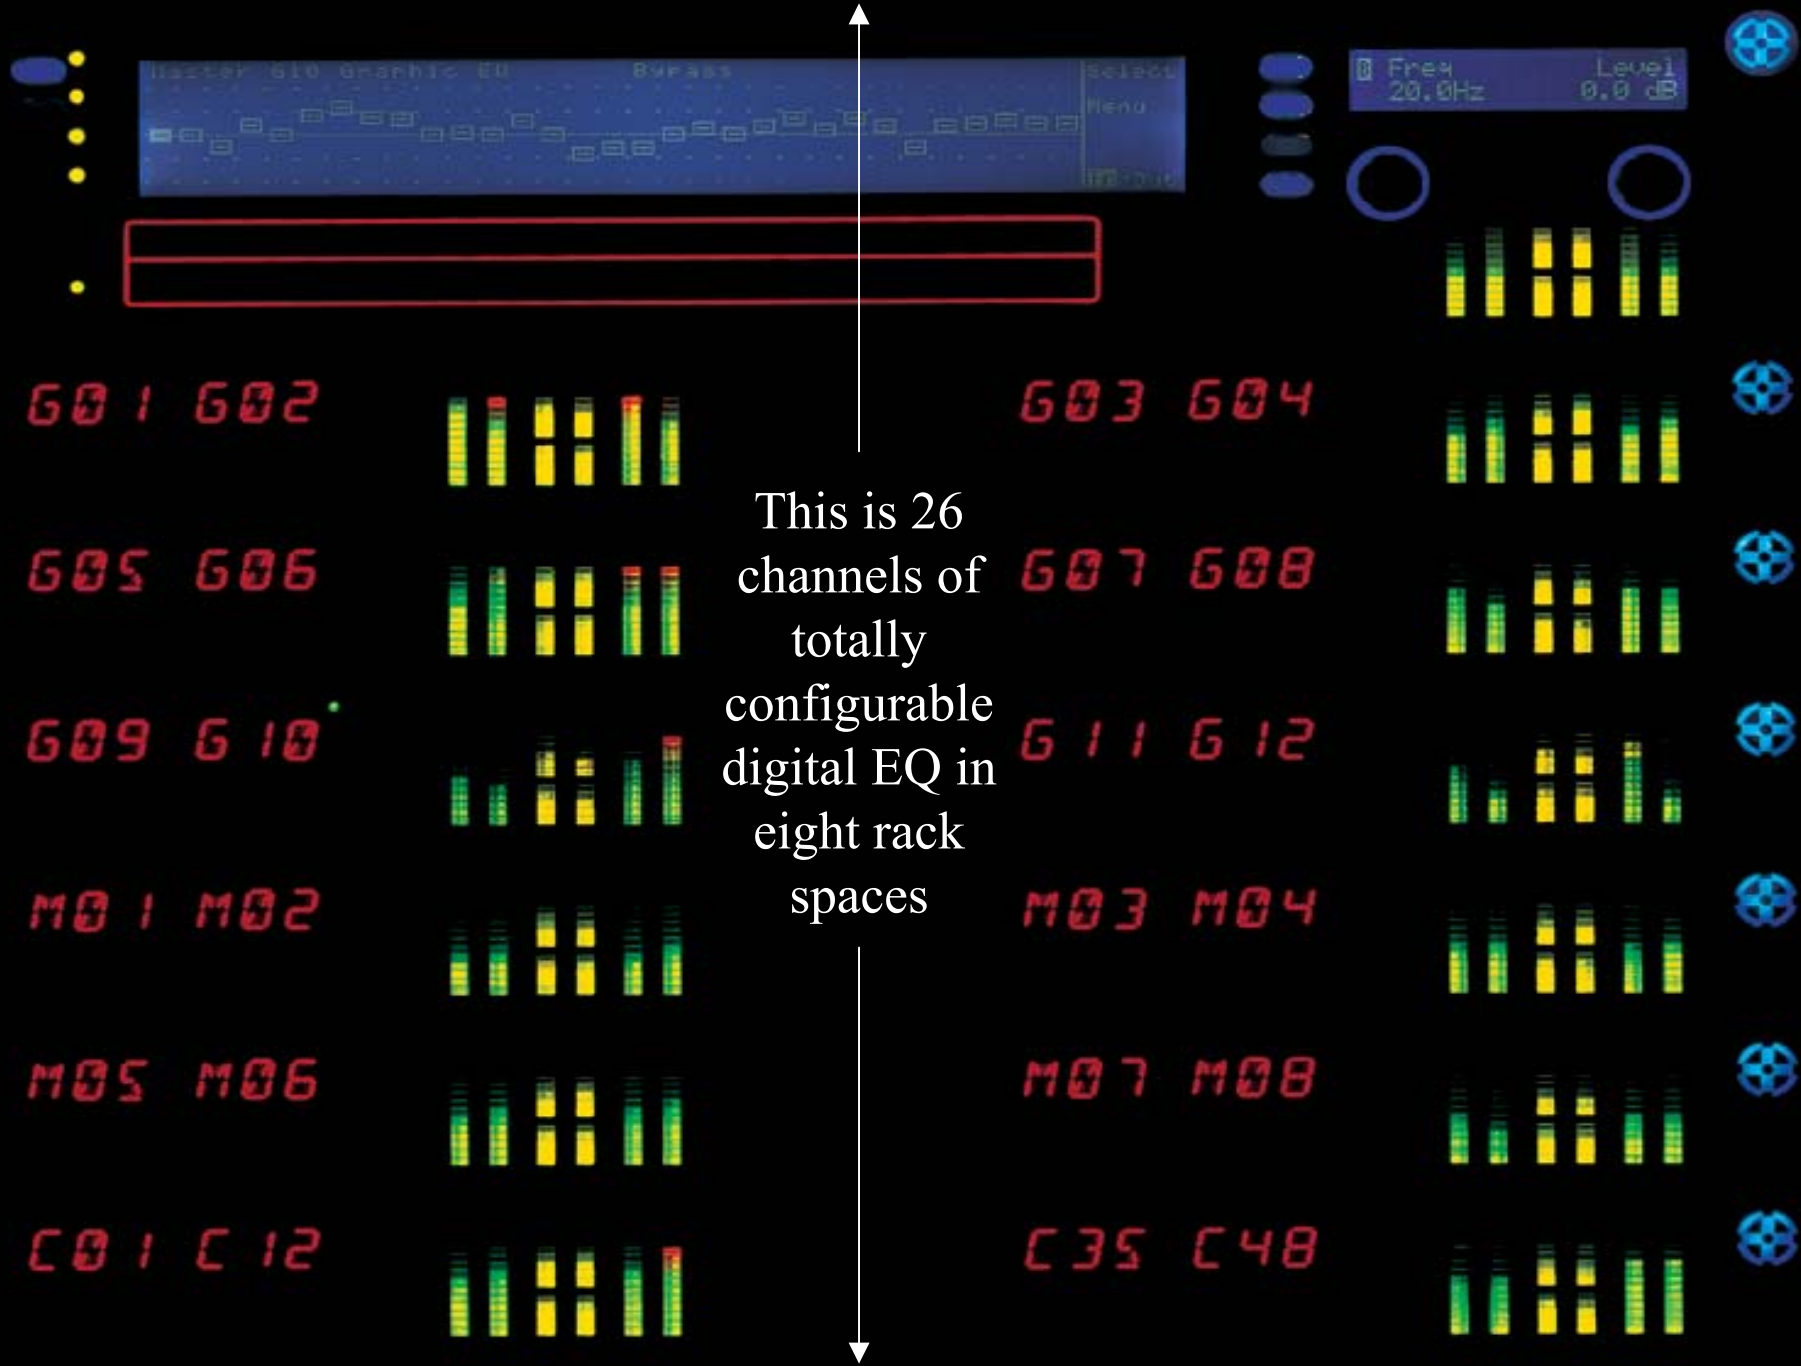 Master G10 Graphic EQ Bypass Select
Menu
0 Freq Level
20.0Hz 0.0 dB
G01 G02
G03 G04
This is 26
channels of
totally
configurable
digital EQ in
eight rack
spaces
G05 G06
G07 G08
G09 G10
G11 G12
M01 M02
M03 M04
M05 M06
M07 M08
C01 C12
C35 C48